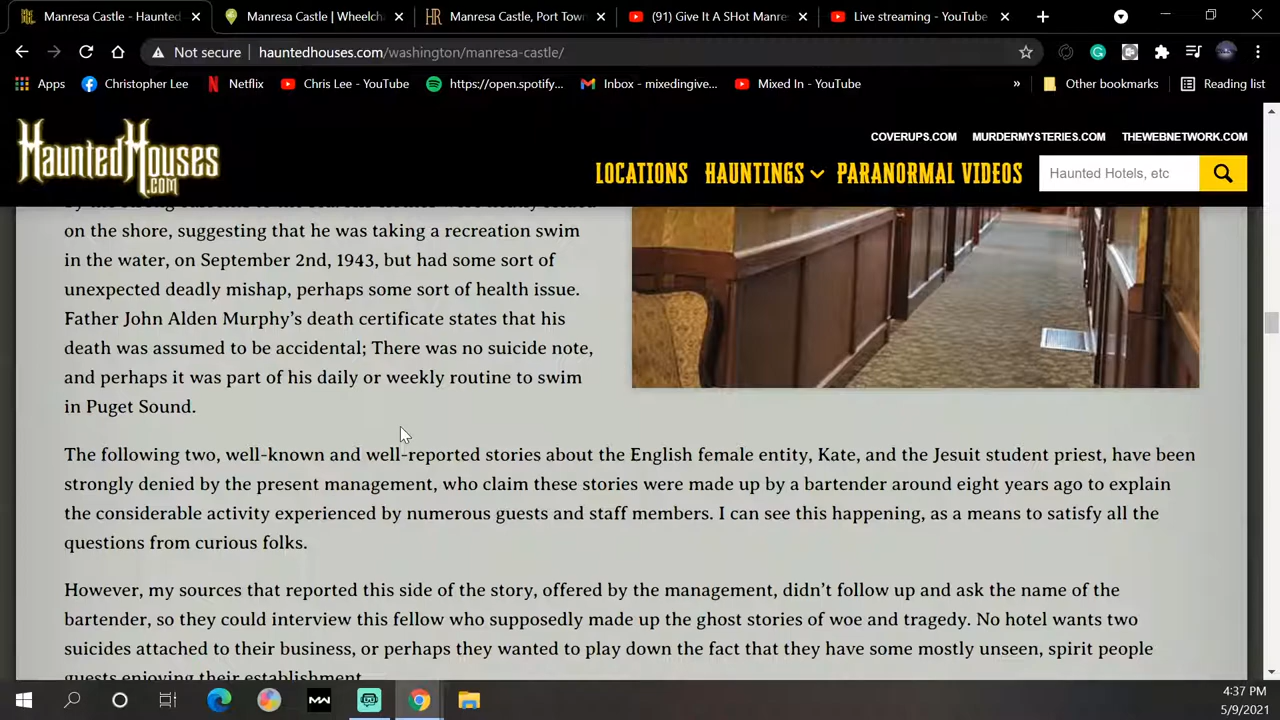 Manresa Castle - Haunted
Manresa Castle | Wheelch
Manresa Castle, Port Town
(91) Give It A SHot Manre
Live streaming - YouTube
Not secure
hauntedhouses.com/washington/manresa-castle/
Apps
Christopher Lee
Netflix
Chris Lee - YouTube
https://open.spotify...
Inbox - mixedingive...
Mixed In - YouTube
»
Other bookmarks
Reading list
HauntedHouses
.com
COVERUPS.COM
MURDERMYSTERIES.COM
THEWEBNETWORK.COM
LOCATIONS
HAUNTINGS
PARANORMAL VIDEOS
Haunted Hotels, etc
on the shore, suggesting that he was taking a recreation swim
in the water, on September 2nd, 1943, but had some sort of
unexpected deadly mishap, perhaps some sort of health issue.
Father John Alden Murphy's death certificate states that his
death was assumed to be accidental; There was no suicide note,
and perhaps it was part of his daily or weekly routine to swim
in Puget Sound.
The following two, well-known and well-reported stories about the English female entity, Kate, and the Jesuit student priest, have been
strongly denied by the present management, who claim these stories were made up by a bartender around eight years ago to explain
the considerable activity experienced by numerous guests and staff members. I can see this happening, as a means to satisfy all the
questions from curious folks.
However, my sources that reported this side of the story, offered by the management, didn't follow up and ask the name of the
bartender, so they could interview this fellow who supposedly made up the ghost stories of woe and tragedy. No hotel wants two
suicides attached to their business, or perhaps they wanted to play down the fact that they have some mostly unseen, spirit people
guests enjoying their establishment.
MW
4:37 PM
5/9/2021